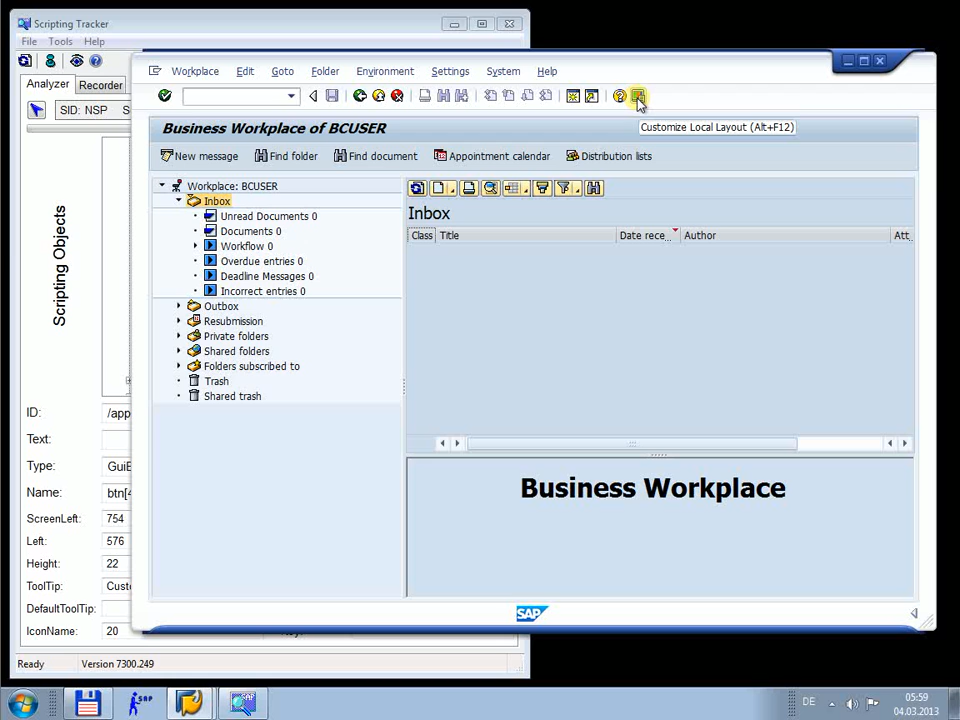 Scripting Tracker
File Tools Help
Analyzer Recorder
SID: NSP
Scripting Objects
ID: /app
Text:
Type: GuiB
Name: btn[4
ScreenLeft: 754
Left: 576
Height: 22
ToolTip: Custo
DefaultToolTip:
IconName: 20
Ready Version 7300.249
Workplace Edit Goto Folder Environment Settings System Help
Customize Local Layout (Alt+F12)
Business Workplace of BCUSER
New message Find folder Find document Appointment calendar Distribution lists
Workplace: BCUSER
Inbox
Unread Documents 0
Documents 0
Workflow 0
Overdue entries 0
Deadline Messages 0
Incorrect entries 0
Outbox
Resubmission
Private folders
Shared folders
Folders subscribed to
Trash
Shared trash
Inbox
Class Title Date rece... Author Att..
Business Workplace
SAP
SAP
DE
05:59
04.03.2013